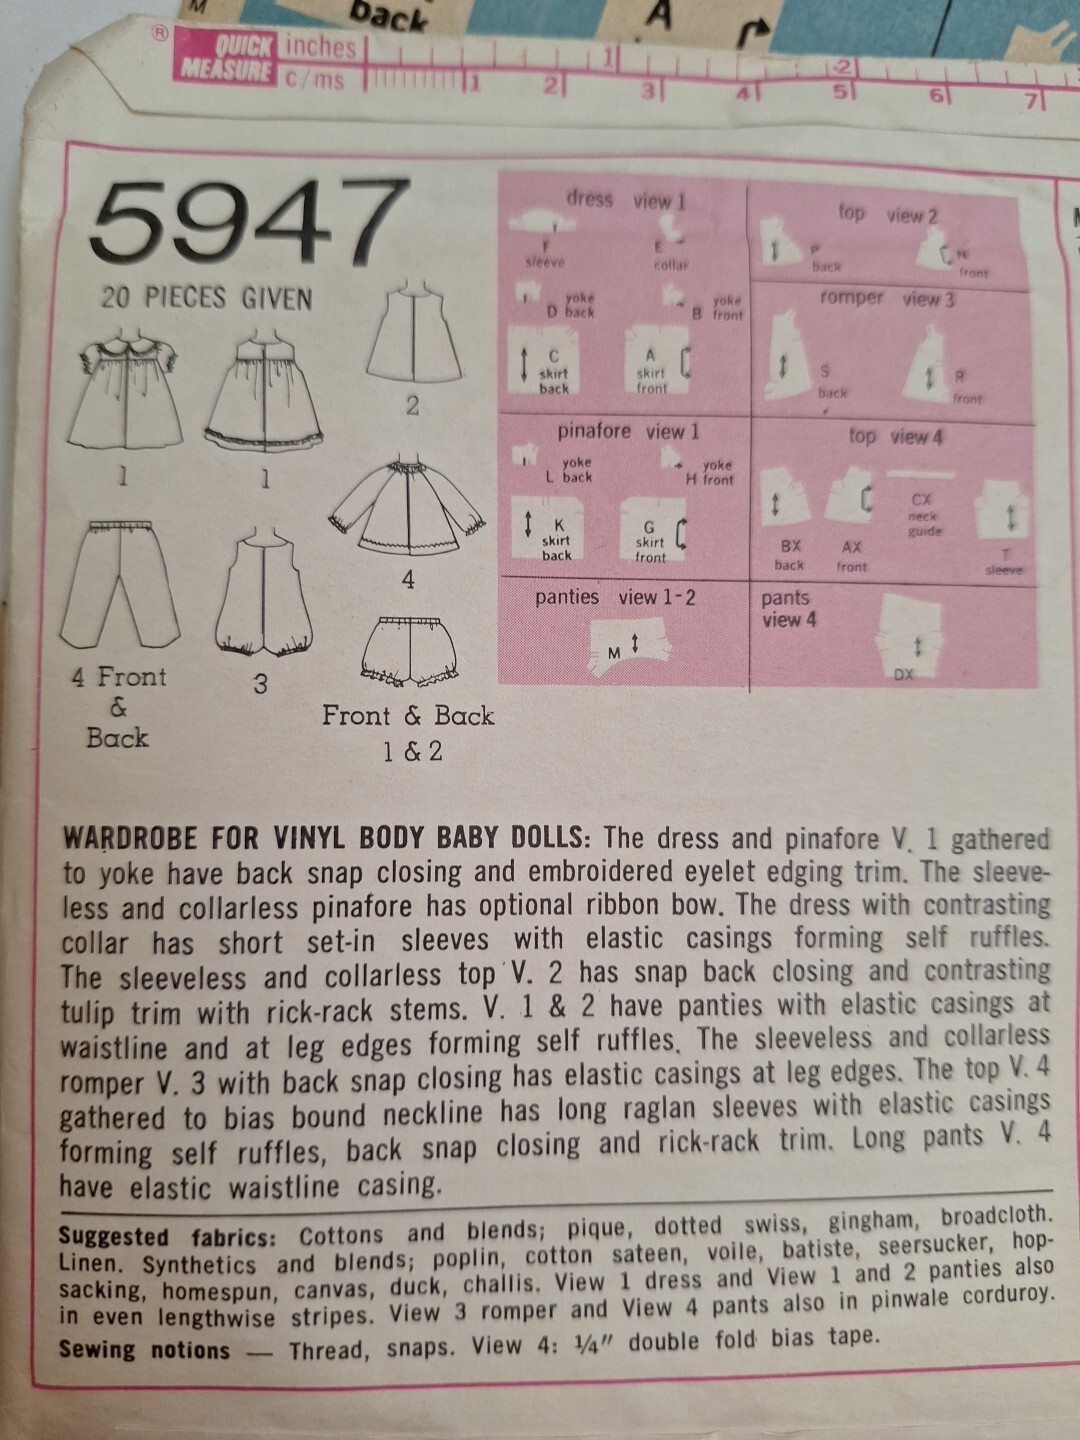 M
back
A
®
QUICK MEASURE
inches 1 2
c/ms 1 2 3 4 5 6 7
5947
20 PIECES GIVEN
1
1
2
4
4 Front
&
Back
3
Front & Back
1 & 2
dress view 1
F
sleeve
E
collar
D yoke
back
B yoke
front
C
skirt
back
A
skirt
front
pinafore view 1
L yoke
back
H yoke
front
K
skirt
back
G
skirt
front
panties view 1-2
M
top view 2
P
Back
N
front
romper view 3
S
back
R
front
top view 4
BX
back
AX
front
CX
neck
guide
T
sleeve
pants
view 4
DX
WARDROBE FOR VINYL BODY BABY DOLLS: The dress and pinafore V. 1 gathered
to yoke have back snap closing and embroidered eyelet edging trim. The sleeve-
less and collarless pinafore has optional ribbon bow. The dress with contrasting
collar has short set-in sleeves with elastic casings forming self ruffles.
The sleeveless and collarless top V. 2 has snap back closing and contrasting
tulip trim with rick-rack stems. V. 1 & 2 have panties with elastic casings at
waistline and at leg edges forming self ruffles. The sleeveless and collarless
romper V. 3 with back snap closing has elastic casings at leg edges. The top V. 4
gathered to bias bound neckline has long raglan sleeves with elastic casings
forming self ruffles, back snap closing and rick-rack trim. Long pants V. 4
have elastic waistline casing.
Suggested fabrics: Cottons and blends; pique, dotted swiss, gingham, broadcloth.
Linen. Synthetics and blends; poplin, cotton sateen, voile, batiste, seersucker, hop-
sacking, homespun, canvas, duck, challis. View 1 dress and View 1 and 2 panties also
in even lengthwise stripes. View 3 romper and View 4 pants also in pinwale corduroy.
Sewing notions — Thread, snaps. View 4: ¼" double fold bias tape.